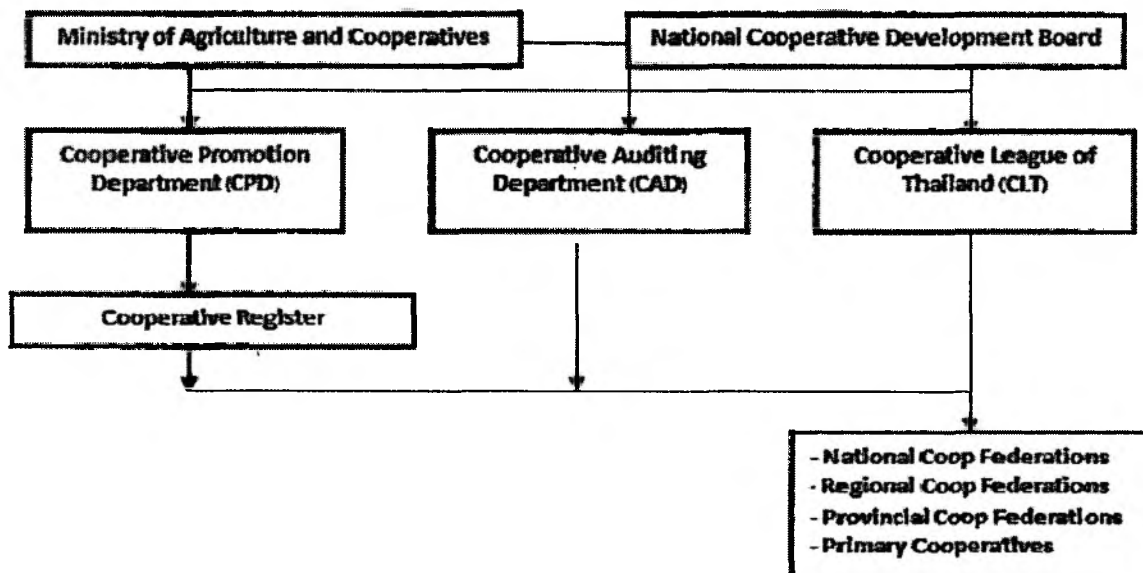 Ministry of Agriculture and Cooperatives
National Cooperative Development Board
Cooperative Promotion
Department (CPD)
Cooperative Auditing
Department (CAD)
Cooperative League of
Thailand (CLT)
Cooperative Register
- National Coop Federations
- Regional Coop Federations
- Provincial Coop Federations
- Primary Cooperatives